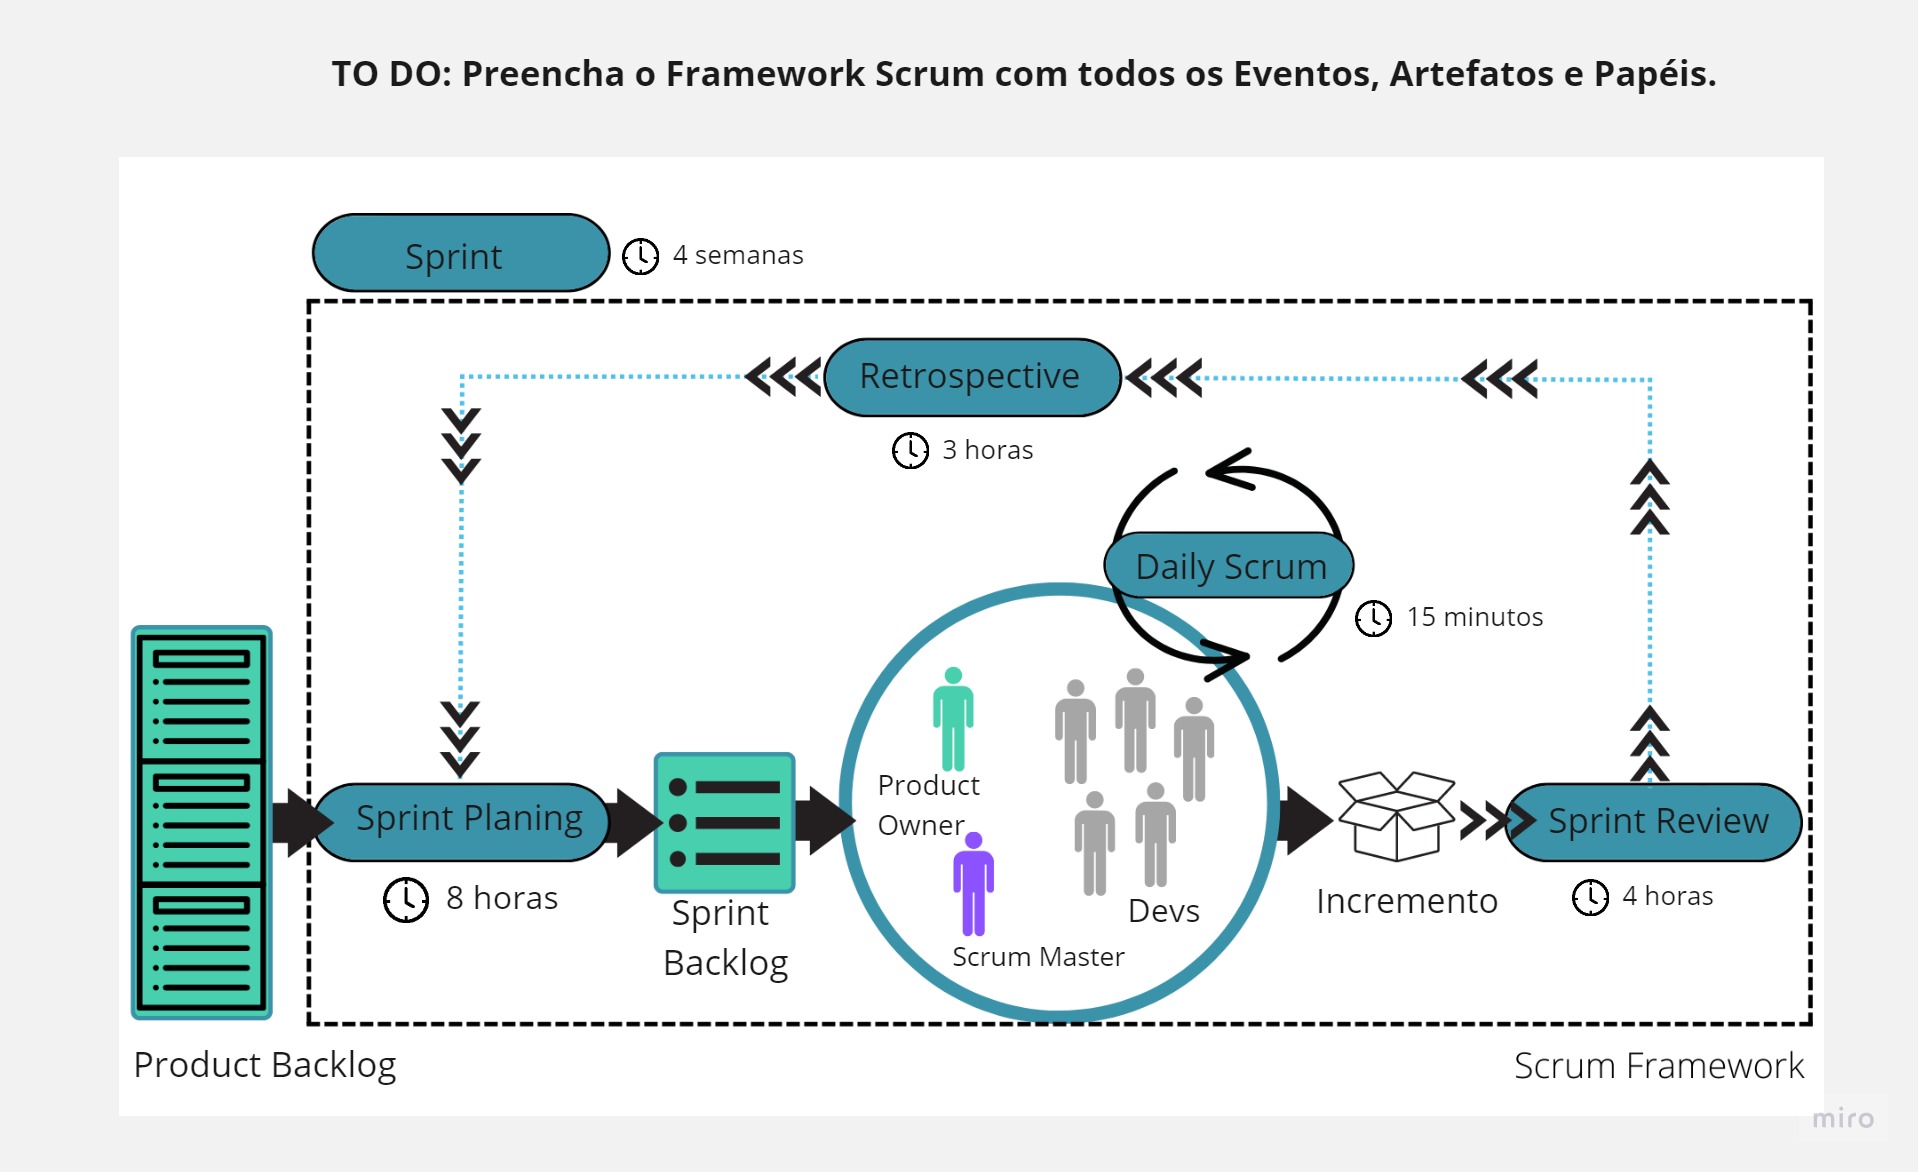 TO DO: Preencha o Framework Scrum com todos os Eventos, Artefatos e Papéis.
Sprint
4 semanas
Retrospective
3 horas
Daily Scrum
15 minutos
Product
Owner
Sprint Planing
8 horas
Sprint
Backlog
Devs
Scrum Master
Incremento
Sprint Review
4 horas
Product Backlog
Scrum Framework
miro